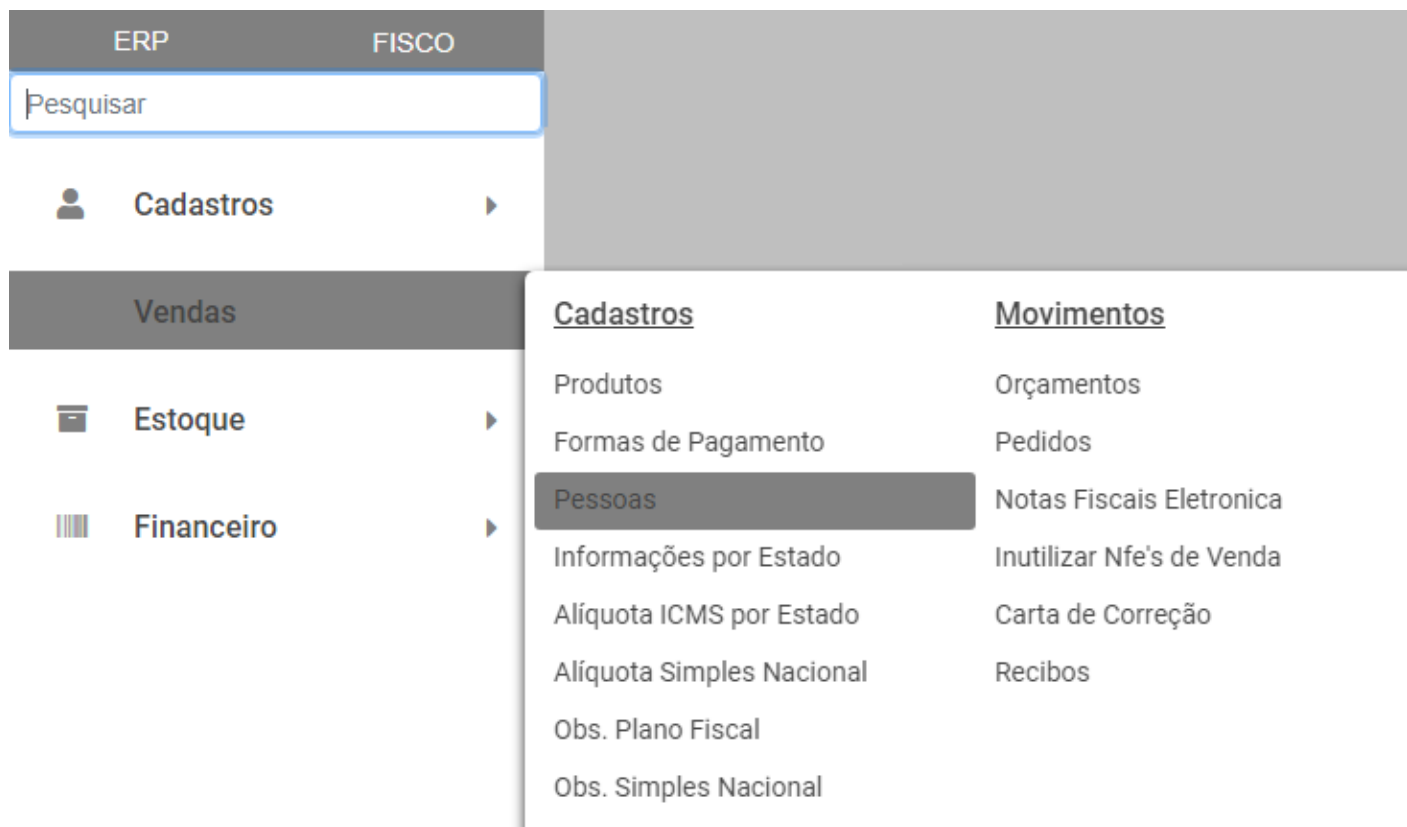 ERP FISCO
Pesquisar
Cadastros
Vendas
Estoque
Financeiro
Cadastros
Produtos
Formas de Pagamento
Pessoas
Informações por Estado
Alíquota ICMS por Estado
Alíquota Simples Nacional
Obs. Plano Fiscal
Obs. Simples Nacional
Movimentos
Orçamentos
Pedidos
Notas Fiscais Eletronica
Inutilizar Nfe's de Venda
Carta de Correção
Recibos